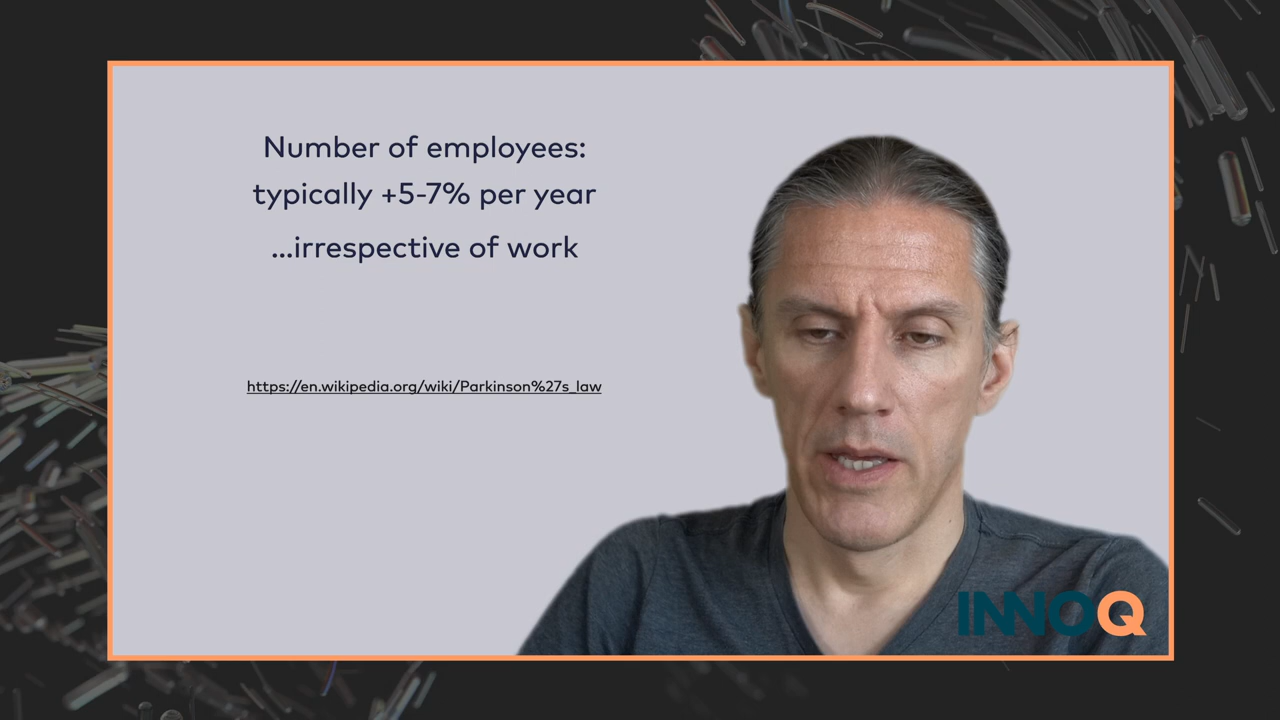 Number of employees:
typically +5-7% per year
...irrespective of work
https://en.wikipedia.org/wiki/Parkinson%27s_law
INNOQ